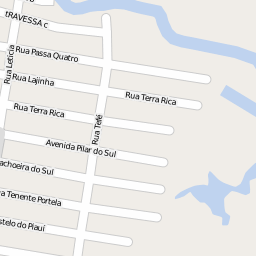 tRAVESSA c
Rua Letícia
Rua Passa Quatro
Rua Lajinha
Rua Terra Rica
Rua Terra Rica
Rua Tefé
Avenida Pilar do Sul
achoeira do Sul
a Tenente Portela
stelo do Piauí